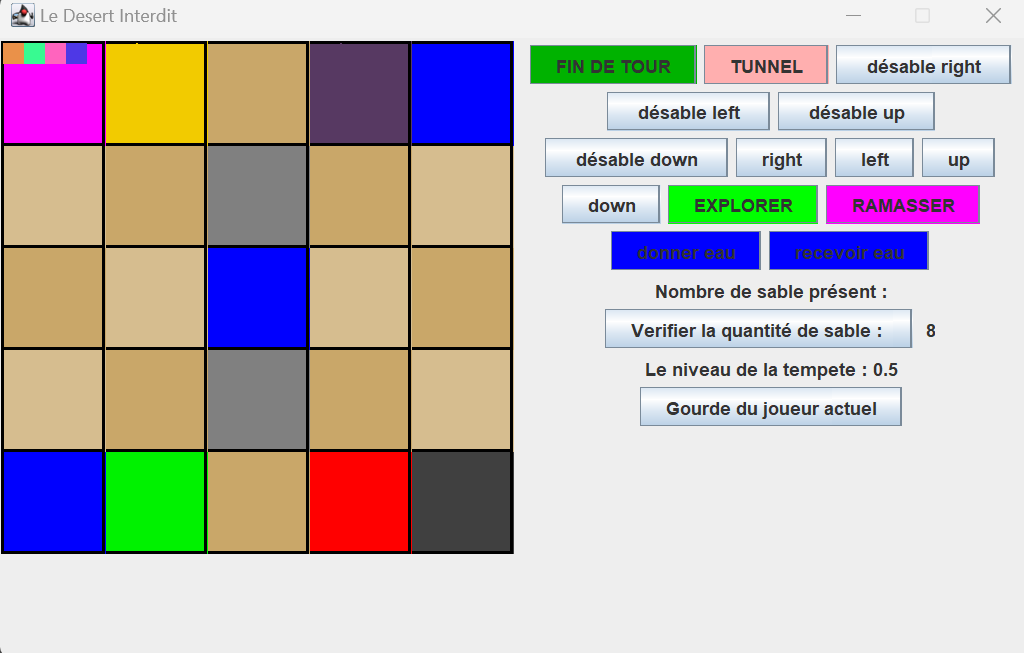 Le Desert Interdit
FIN DE TOUR TUNNEL désable right
désable left désable up
désable down right left up
down EXPLORER RAMASSER
donner eau recevoir eau
Nombre de sable présent :
Verifier la quantité de sable : 8
Le niveau de la tempete : 0.5
Gourde du joueur actuel